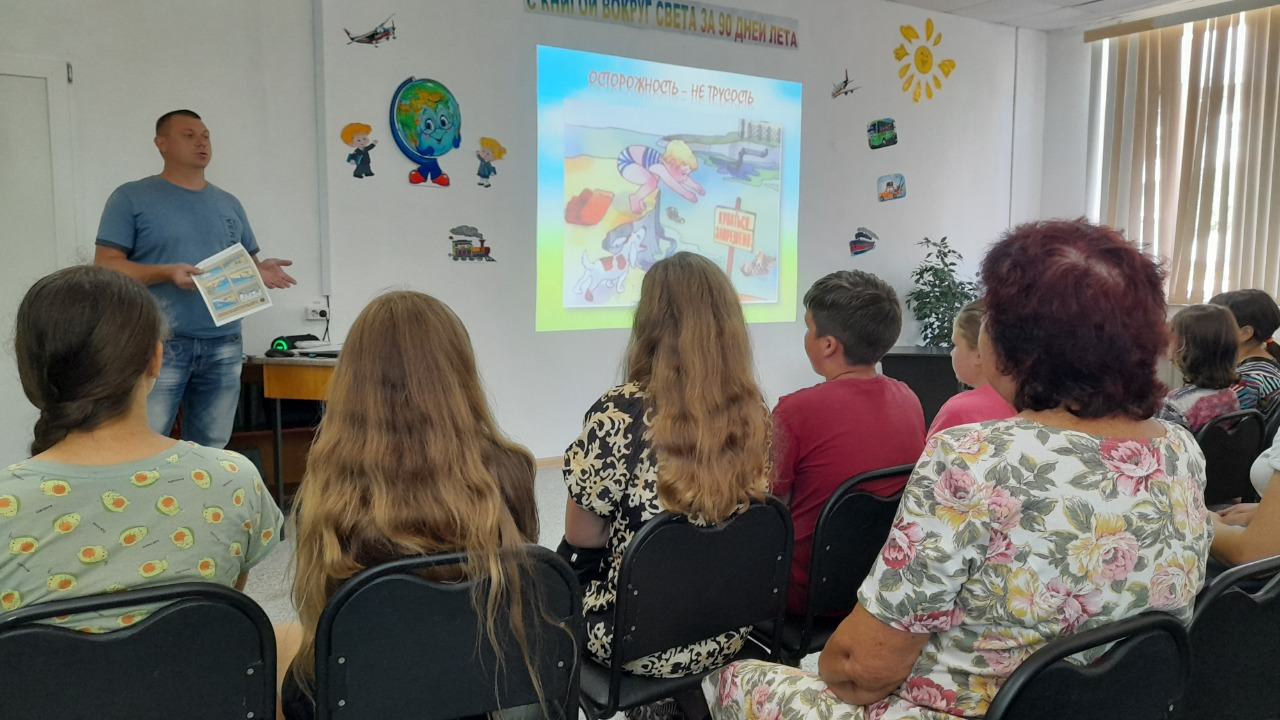 С КНИГОЙ ВОКРУГ СВЕТА ЗА 90 ДНЕЙ ЛЕТА
ОСТОРОЖНОСТЬ – НЕ ТРУСОСТЬ
КУПАТЬСЯ
ЗАПРЕЩЕНО